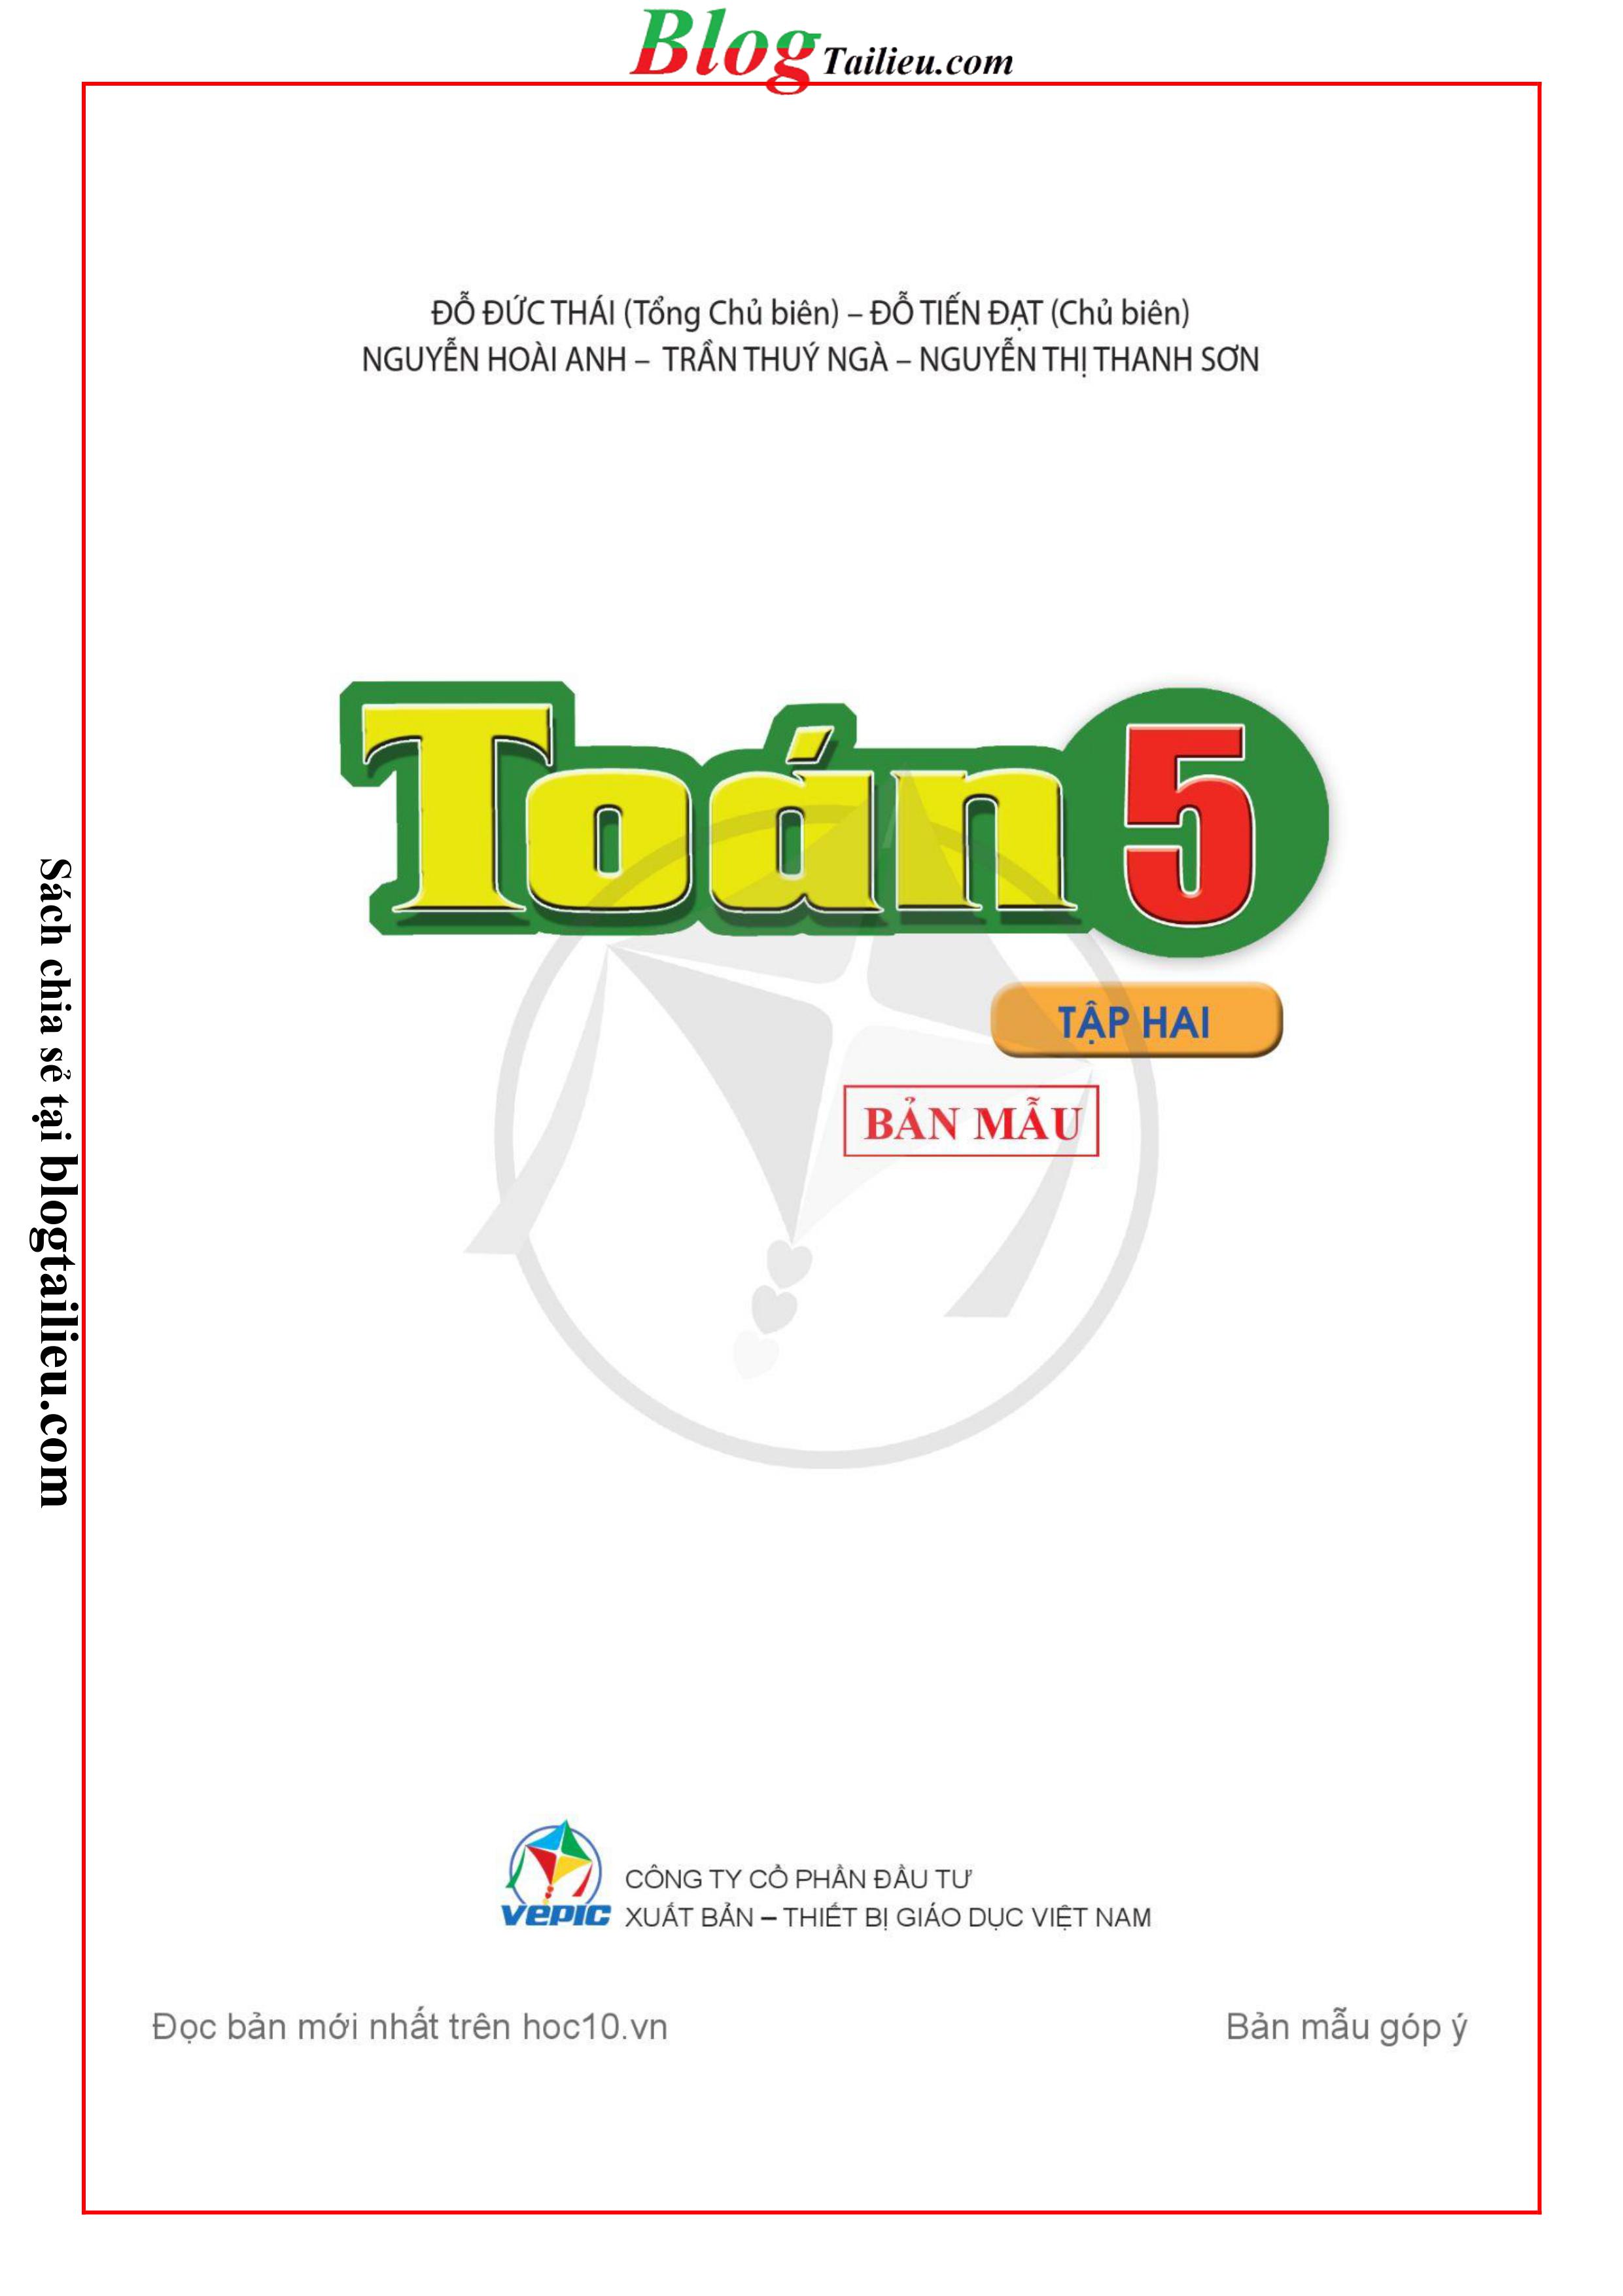 Blog Tailieu.com
ĐỖ ĐỨC THÁI (Tổng Chủ biên) – ĐỖ TIẾN ĐẠT (Chủ biên)
NGUYỄN HOÀI ANH – TRẦN THUÝ NGÀ – NGUYỄN THỊ THANH SƠN
Toán 5
TẬP HAI
BẢN MẪU
Sách chia sẻ tại blogtailieu.com
VEPIC
CÔNG TY CỔ PHẦN ĐẦU TƯ
XUẤT BẢN – THIẾT BỊ GIÁO DỤC VIỆT NAM
Đọc bản mới nhất trên hoc10.vn
Bản mẫu góp ý